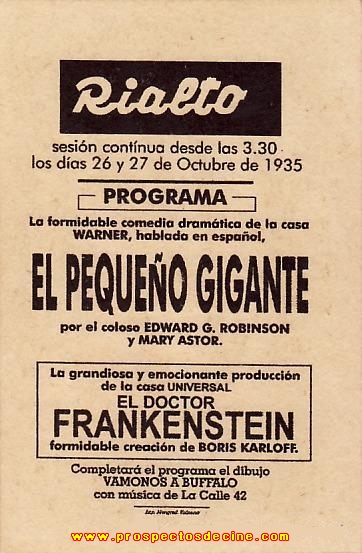 Rialto
sesión contínua desde las 3.30
los días 26 y 27 de Octubre de 1935
PROGRAMA
La formidable comedia dramática de la casa
WARNER, hablada en español,
EL PEQUEÑO GIGANTE
por el coloso EDWARD G. ROBINSON
y MARY ASTOR.
La grandiosa y emocionante producción
de la casa UNIVERSAL
EL DOCTOR
FRANKENSTEIN
formidable creación de BORIS KARLOFF.
Completará el programa el dibujo
VAMONOS A BUFFALO
con música de La Calle 42
www.prospectosdecine.com